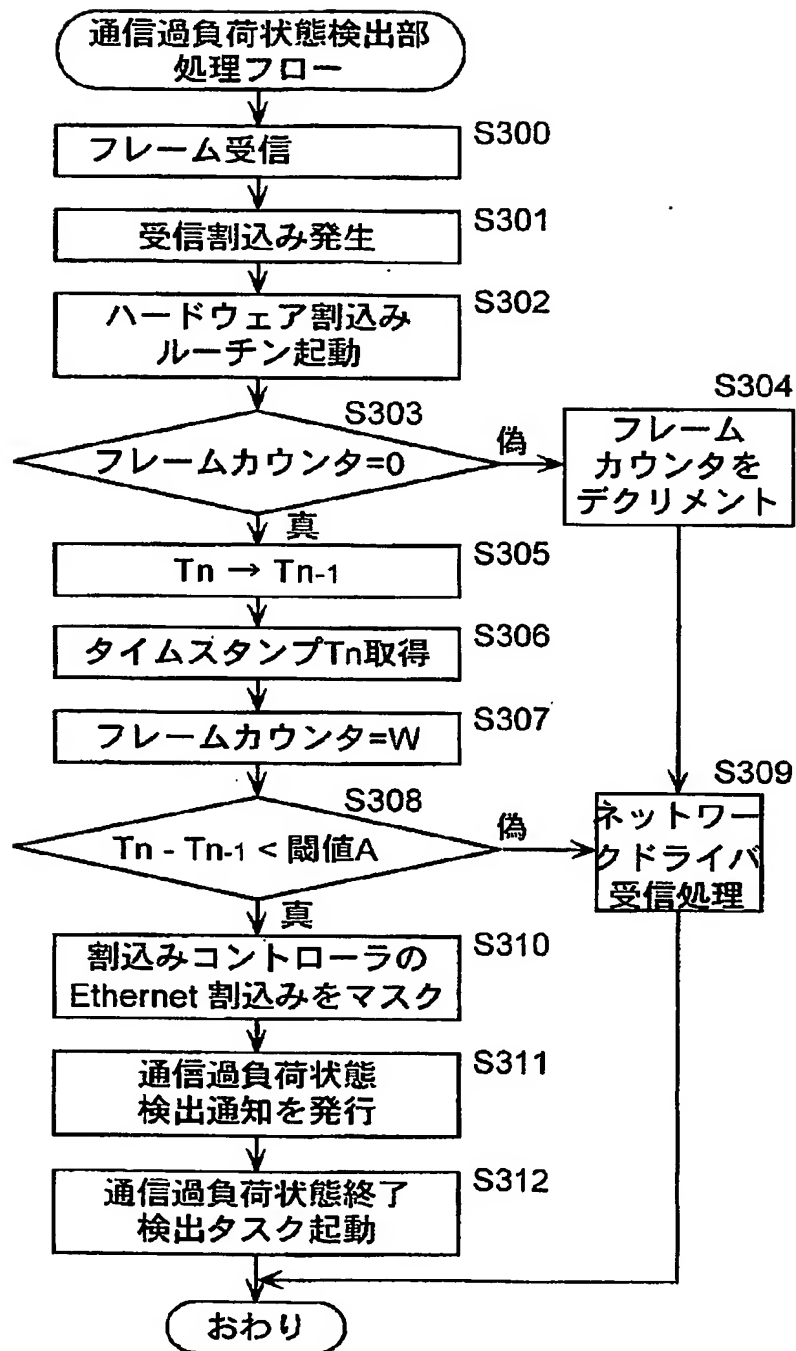 通信過負荷状態検出部
処理フロー
フレーム受信
S300
受信割込み発生
S301
ハードウェア割込み
ルーチン起動
S302
フレームカウンタ=0
S303
偽
真
フレーム
カウンタを
デクリメント
S304
Tn → Tn-1
S305
タイムスタンプTn取得
S306
フレームカウンタ=W
S307
Tn - Tn-1 < 閾値A
S308
偽
真
ネットワー
クドライバ
受信処理
S309
割込みコントローラの
Ethernet 割込みをマスク
S310
通信過負荷状態
検出通知を発行
S311
通信過負荷状態終了
検出タスク起動
S312
おわり